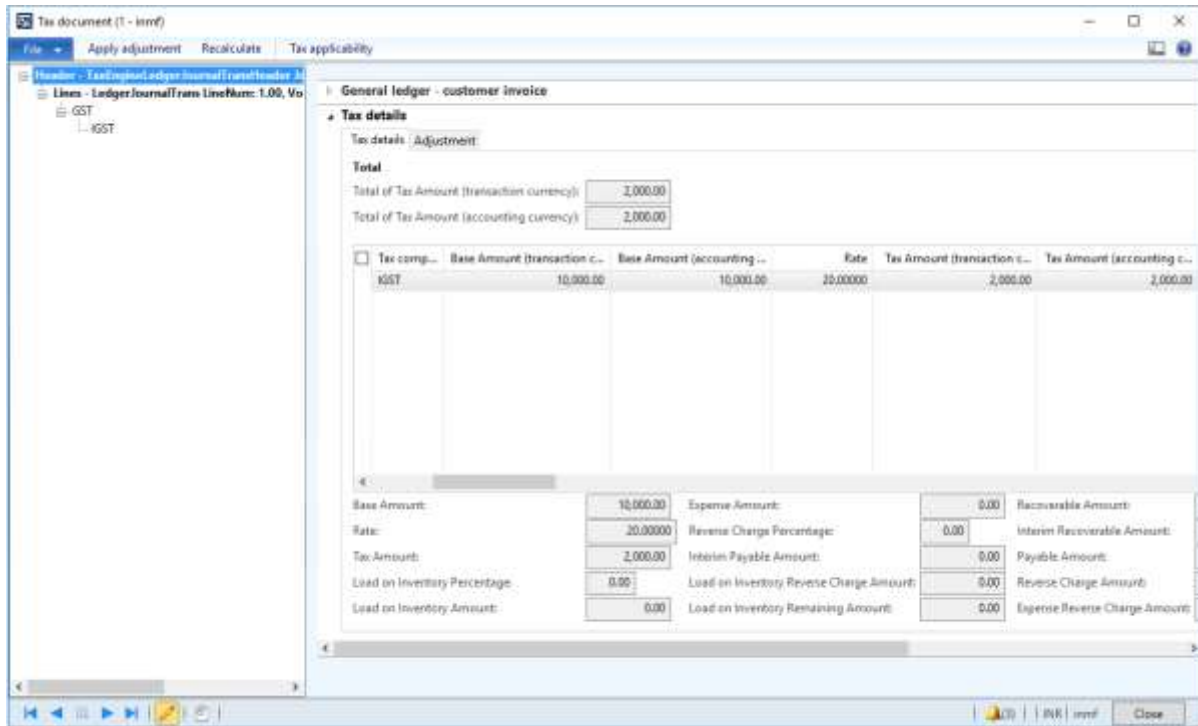 Tax document (1 - inmf)
File Apply adjustment Recalculate Tax applicability
Header - TaxEngineLedgerJournalTransHeader
Lines - LedgerJournalTrans LineNum: 1.00, Vo
GST
IGST
General ledger - customer invoice
Tax details
Tax details Adjustment
Total
Total of Tax Amount (transaction currency): 2,000.00
Total of Tax Amount (accounting currency): 2,000.00
Tax comp... Base Amount (transaction c... Base Amount (accounting ... Rate Tax Amount (transaction c... Tax Amount (accounting c...
IGST 10,000.00 10,000.00 20.00000 2,000.00 2,000.00
Base Amount: 10,000.00 Expense Amount: 0.00 Recoverable Amount:
Rate: 20.00000 Reverse Charge Percentage: 0.00 Interim Recoverable Amount:
Tax Amount: 2,000.00 Interim Payable Amount: 0.00 Payable Amount:
Load on Inventory Percentage: 0.00 Load on Inventory Reverse Charge Amount: 0.00 Reverse Charge Amount:
Load on Inventory Amount: 0.00 Load on Inventory Remaining Amount: 0.00 Expense Reverse Charge Amount:
INR inmf Close